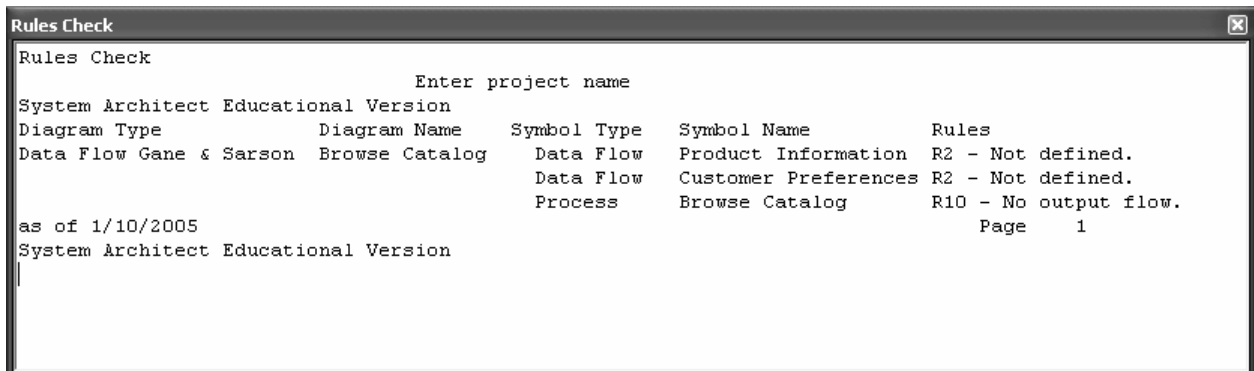 Rules Check
Rules Check
Enter project name
System Architect Educational Version
Diagram Type Diagram Name Symbol Type Symbol Name Rules
Data Flow Gane & Sarson Browse Catalog Data Flow Product Information R2 - Not defined.
Data Flow Customer Preferences R2 - Not defined.
Process Browse Catalog R10 - No output flow.
as of 1/10/2005 Page 1
System Architect Educational Version